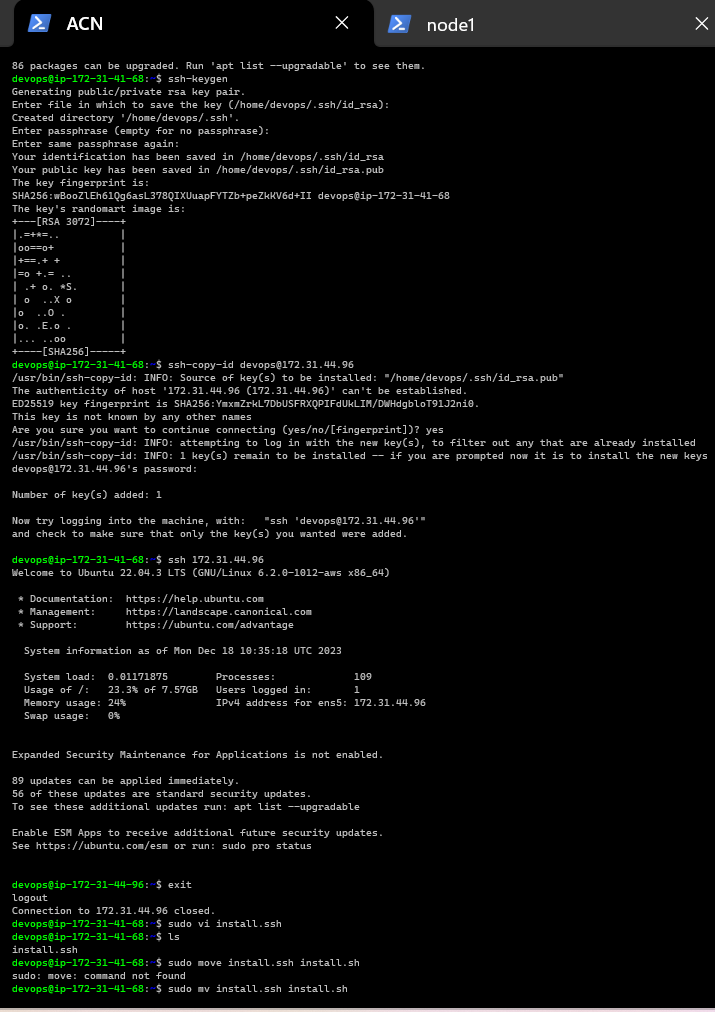 ACN
node1
86 packages can be upgraded. Run 'apt list --upgradable' to see them.
devops@ip-172-31-41-68:~$ ssh-keygen
Generating public/private rsa key pair.
Enter file in which to save the key (/home/devops/.ssh/id_rsa):
Created directory '/home/devops/.ssh'.
Enter passphrase (empty for no passphrase):
Enter same passphrase again:
Your identification has been saved in /home/devops/.ssh/id_rsa
Your public key has been saved in /home/devops/.ssh/id_rsa.pub
The key fingerprint is:
SHA256:wBooZlEh61Qg6asL378QIXUuapFYTZb+peZkKV6d+II devops@ip-172-31-41-68
The key's randomart image is:
+---[RSA 3072]----+
|.=+*=..          |
|oo==o+           |
|+==.+ +          |
|=o +.= ..        |
| .+ o. *S.       |
| o  ..X o        |
|o  ..O .         |
|o. .E.o .        |
|... ..oo         |
+----[SHA256]-----+
devops@ip-172-31-41-68:~$ ssh-copy-id devops@172.31.44.96
/usr/bin/ssh-copy-id: INFO: Source of key(s) to be installed: "/home/devops/.ssh/id_rsa.pub"
The authenticity of host '172.31.44.96 (172.31.44.96)' can't be established.
ED25519 key fingerprint is SHA256:YmxmZrkL7DbUSFRXQPIFdUkLIM/DWHdgbloT91J2ni0.
This key is not known by any other names
Are you sure you want to continue connecting (yes/no/[fingerprint])? yes
/usr/bin/ssh-copy-id: INFO: attempting to log in with the new key(s), to filter out any that are already installed
/usr/bin/ssh-copy-id: INFO: 1 key(s) remain to be installed -- if you are prompted now it is to install the new keys
devops@172.31.44.96's password:
Number of key(s) added: 1
Now try logging into the machine, with:   "ssh 'devops@172.31.44.96'"
and check to make sure that only the key(s) you wanted were added.
devops@ip-172-31-41-68:~$ ssh 172.31.44.96
Welcome to Ubuntu 22.04.3 LTS (GNU/Linux 6.2.0-1012-aws x86_64)
 * Documentation:  https://help.ubuntu.com
 * Management:     https://landscape.canonical.com
 * Support:        https://ubuntu.com/advantage
  System information as of Mon Dec 18 10:35:18 UTC 2023
  System load:  0.01171875        Processes:             109
  Usage of /:   23.3% of 7.57GB   Users logged in:       1
  Memory usage: 24%               IPv4 address for ens5: 172.31.44.96
  Swap usage:   0%
Expanded Security Maintenance for Applications is not enabled.
89 updates can be applied immediately.
56 of these updates are standard security updates.
To see these additional updates run: apt list --upgradable
Enable ESM Apps to receive additional future security updates.
See https://ubuntu.com/esm or run: sudo pro status
devops@ip-172-31-44-96:~$ exit
logout
Connection to 172.31.44.96 closed.
devops@ip-172-31-41-68:~$ sudo vi install.ssh
devops@ip-172-31-41-68:~$ ls
install.ssh
devops@ip-172-31-41-68:~$ sudo move install.ssh install.sh
sudo: move: command not found
devops@ip-172-31-41-68:~$ sudo mv install.ssh install.sh